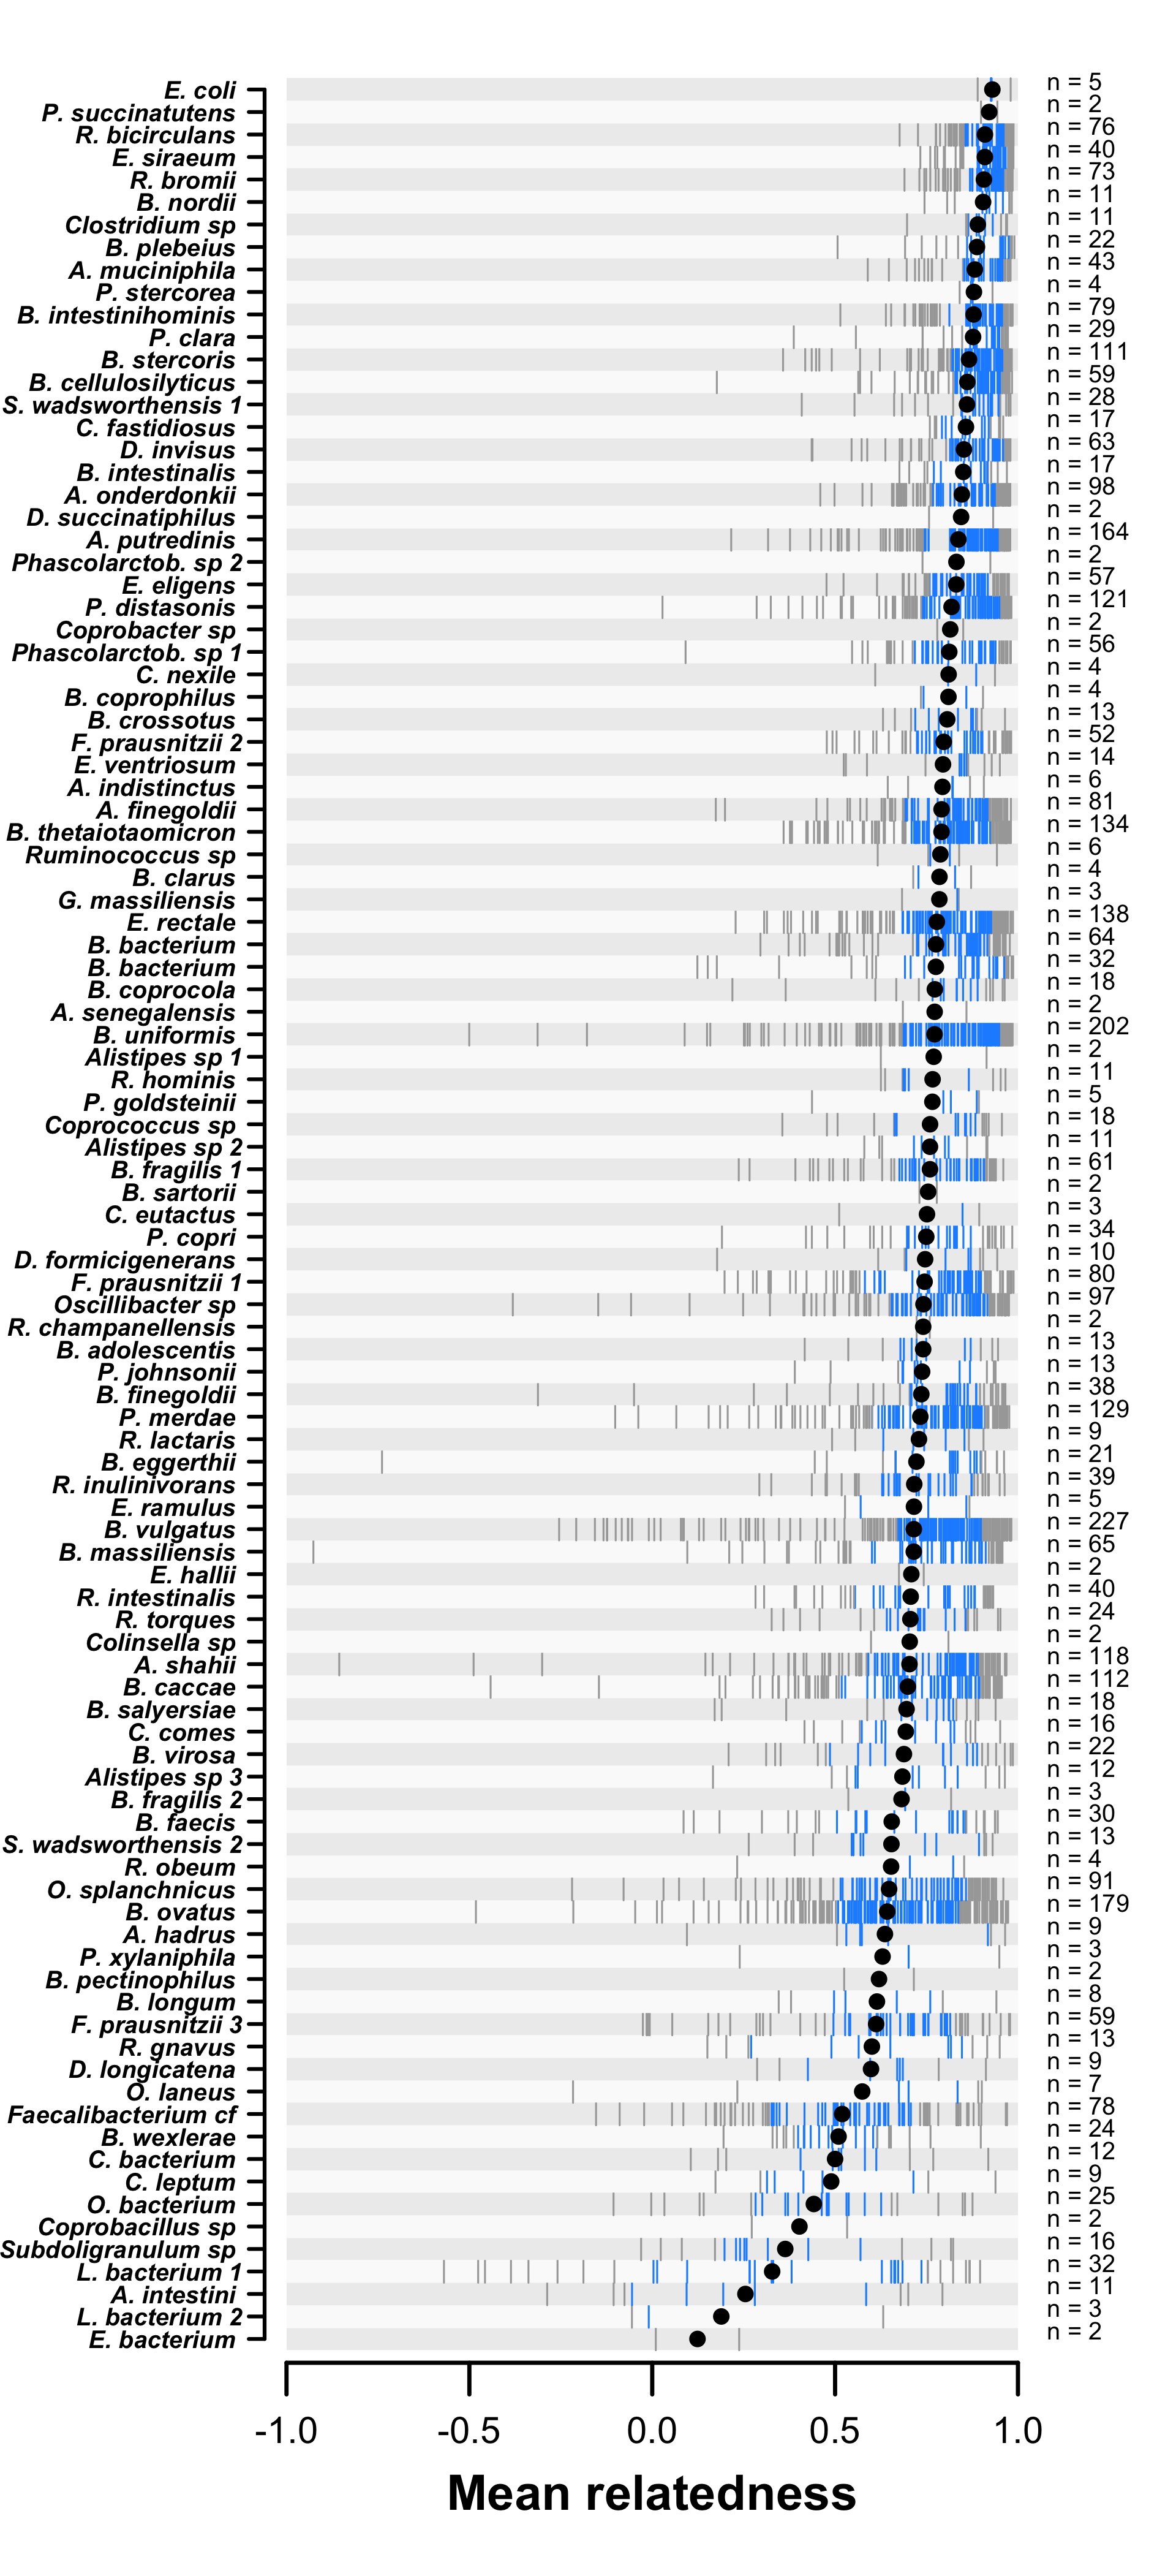 E. coli n = 5
P. succinatutens n = 2
R. bicirculans n = 76
E. siraeum n = 40
R. bromii n = 73
B. nordii n = 11
Clostridium sp n = 11
B. plebeius n = 22
A. muciniphila n = 43
P. stercorea n = 4
B. intestinihominis n = 79
P. clara n = 29
B. stercoris n = 111
B. cellulosilyticus n = 59
S. wadsworthensis 1 n = 28
C. fastidiosus n = 17
D. invisus n = 63
B. intestinalis n = 17
A. onderdonkii n = 98
D. succinatiphilus n = 2
A. putredinis n = 164
Phascolarctob. sp 2 n = 2
E. eligens n = 57
P. distasonis n = 121
Coprobacter sp n = 2
Phascolarctob. sp 1 n = 56
C. nexile n = 4
B. coprophilus n = 4
B. crossotus n = 13
F. prausnitzii 2 n = 52
E. ventriosum n = 14
A. indistinctus n = 6
A. finegoldii n = 81
B. thetaiotaomicron n = 134
Ruminococcus sp n = 6
B. clarus n = 4
G. massiliensis n = 3
E. rectale n = 138
B. bacterium n = 64
B. bacterium n = 32
B. coprocola n = 18
A. senegalensis n = 2
B. uniformis n = 202
Alistipes sp 1 n = 2
R. hominis n = 11
P. goldsteinii n = 5
Coprococcus sp n = 18
Alistipes sp 2 n = 11
B. fragilis 1 n = 61
B. sartorii n = 2
C. eutactus n = 3
P. copri n = 34
D. formicigenerans n = 10
F. prausnitzii 1 n = 80
Oscillibacter sp n = 97
R. champanellensis n = 2
B. adolescentis n = 13
P. johnsonii n = 13
B. finegoldii n = 38
P. merdae n = 129
R. lactaris n = 9
B. eggerthii n = 21
R. inulinivorans n = 39
E. ramulus n = 5
B. vulgatus n = 227
B. massiliensis n = 65
E. hallii n = 2
R. intestinalis n = 40
R. torques n = 24
Colinsella sp n = 2
A. shahii n = 118
B. caccae n = 112
B. salyersiae n = 18
C. comes n = 16
B. virosa n = 22
Alistipes sp 3 n = 12
B. fragilis 2 n = 3
B. faecis n = 30
S. wadsworthensis 2 n = 13
R. obeum n = 4
O. splanchnicus n = 91
B. ovatus n = 179
A. hadrus n = 9
P. xylaniphila n = 3
B. pectinophilus n = 2
B. longum n = 8
F. prausnitzii 3 n = 59
R. gnavus n = 13
D. longicatena n = 9
O. laneus n = 7
Faecalibacterium cf n = 78
B. wexlerae n = 24
C. bacterium n = 12
C. leptum n = 9
O. bacterium n = 25
Coprobacillus sp n = 2
Subdoligranulum sp n = 16
L. bacterium 1 n = 32
A. intestini n = 11
L. bacterium 2 n = 3
E. bacterium n = 2
-1.0 -0.5 0.0 0.5 1.0
Mean relatedness